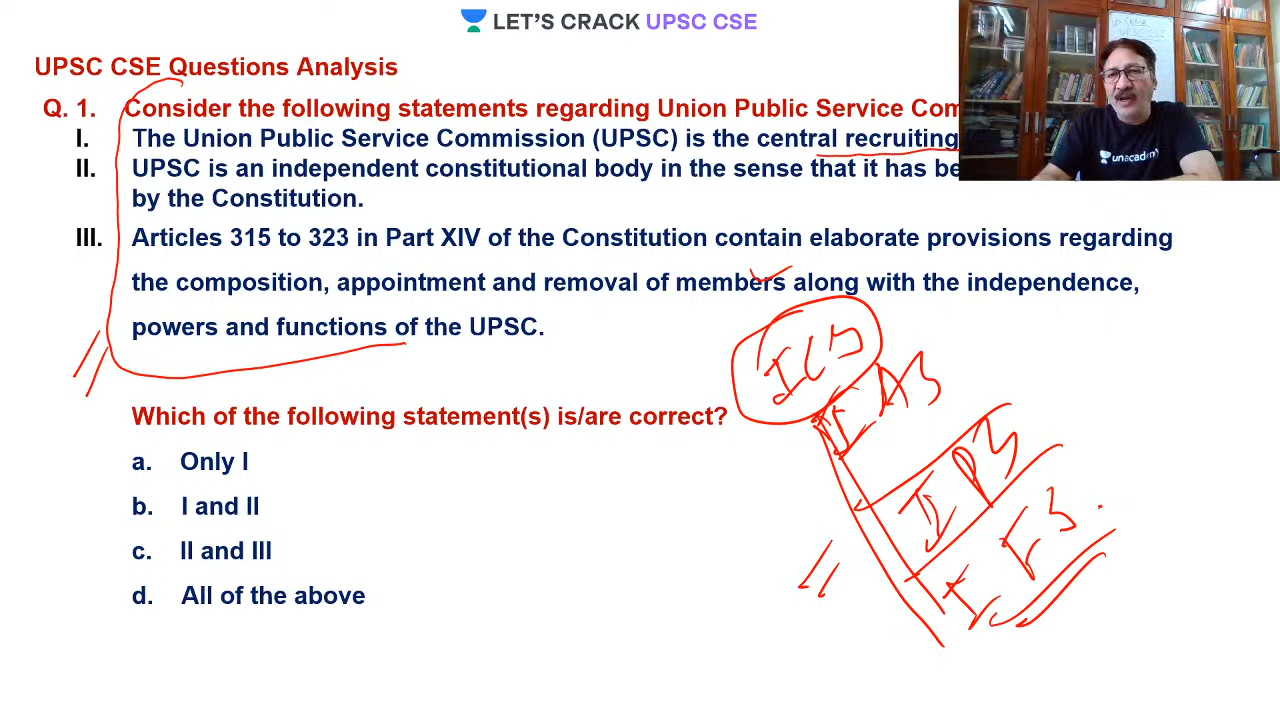 LET'S CRACK UPSC CSE
UPSC CSE Questions Analysis
Q. 1. Consider the following statements regarding Union Public Service Com
I. The Union Public Service Commission (UPSC) is the central recruiting
II. UPSC is an independent constitutional body in the sense that it has be
by the Constitution.
III. Articles 315 to 323 in Part XIV of the Constitution contain elaborate provisions regarding
the composition, appointment and removal of members along with the independence,
powers and functions of the UPSC.
Which of the following statement(s) is/are correct?
a. Only I
b. I and II
c. II and III
d. All of the above
ICS
IAS
IPS
IFS
unacademy